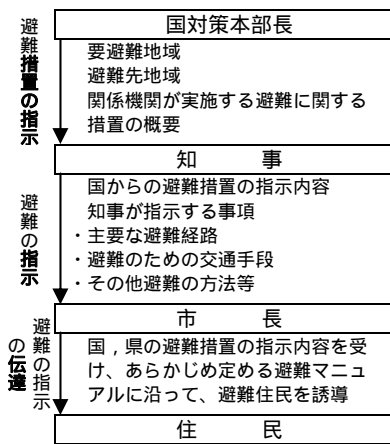 国対策本部長
避難措置の指示
要避難地域
避難先地域
関係機関が実施する避難に関する
措置の概要
知 事
避難の指示
国からの避難措置の指示内容
知事が指示する事項
・主要な避難経路
・避難のための交通手段
・その他避難の方法等
市 長
避難の指示
の伝達
国，県の避難措置の指示内容を受
け、あらかじめ定める避難マニュ
アルに沿って、避難住民を誘導
住 民